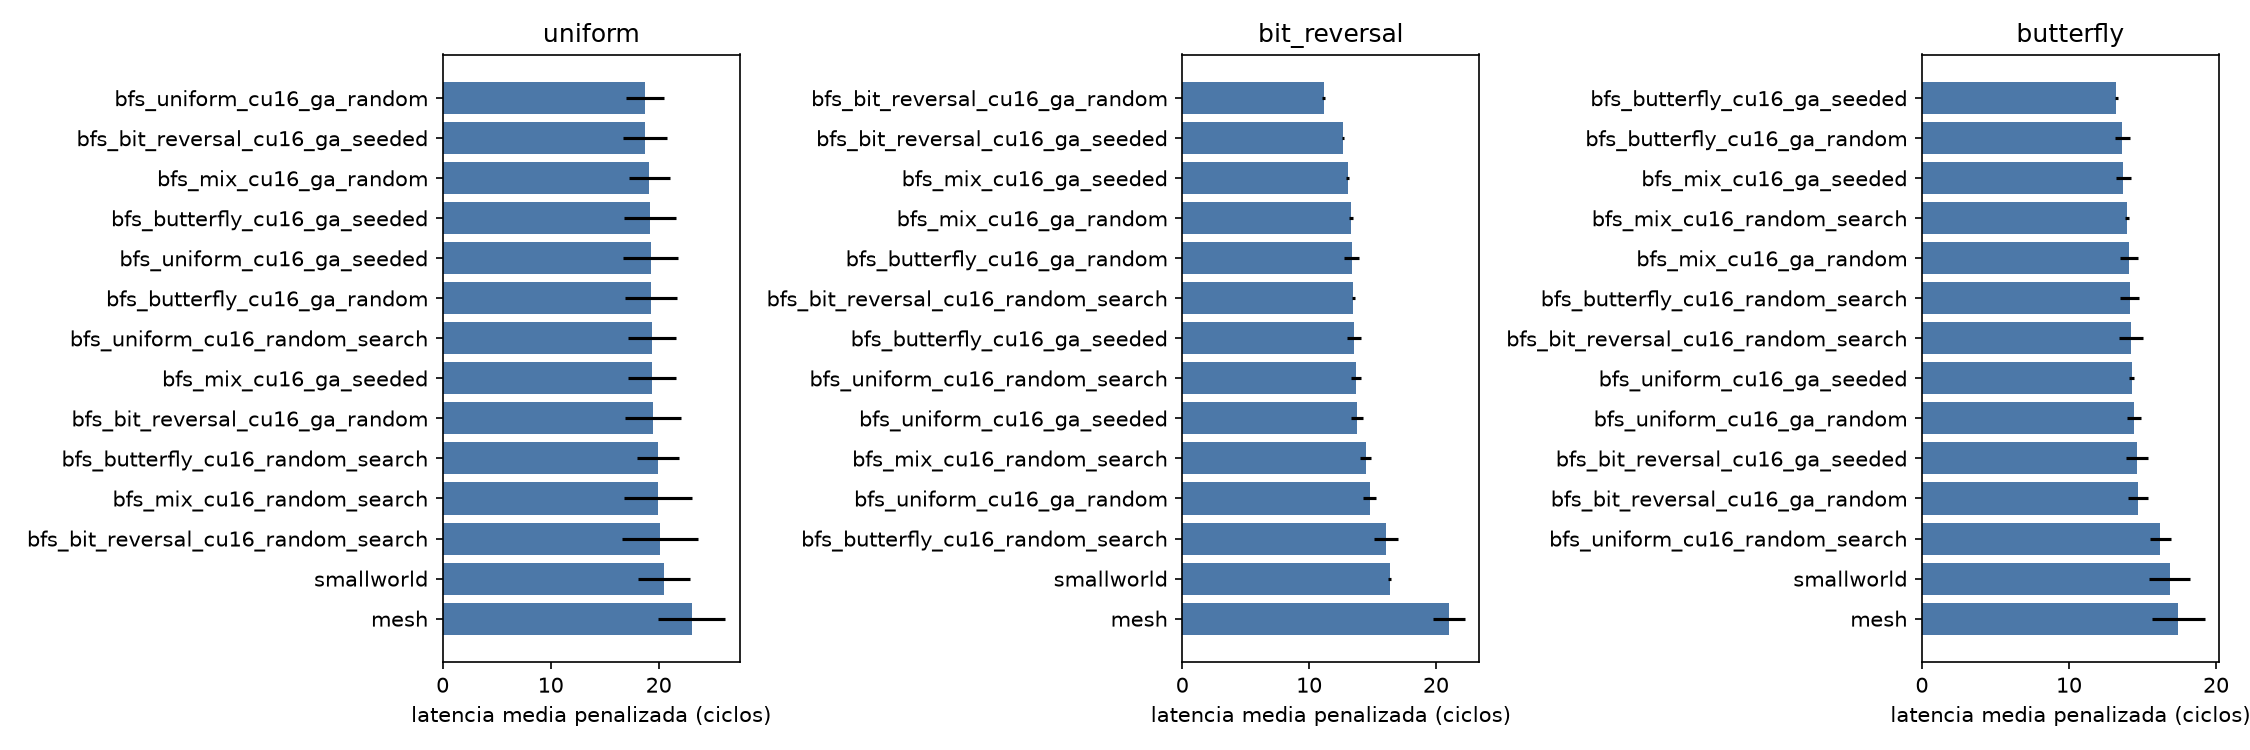 uniform
bfs_uniform_cu16_ga_random
bfs_bit_reversal_cu16_ga_seeded
bfs_mix_cu16_ga_random
bfs_butterfly_cu16_ga_seeded
bfs_uniform_cu16_ga_seeded
bfs_butterfly_cu16_ga_random
bfs_uniform_cu16_random_search
bfs_mix_cu16_ga_seeded
bfs_bit_reversal_cu16_ga_random
bfs_butterfly_cu16_random_search
bfs_mix_cu16_random_search
bfs_bit_reversal_cu16_random_search
smallworld
mesh
0 10 20
latencia media penalizada (ciclos)
bit_reversal
bfs_bit_reversal_cu16_ga_random
bfs_bit_reversal_cu16_ga_seeded
bfs_mix_cu16_ga_seeded
bfs_mix_cu16_ga_random
bfs_butterfly_cu16_ga_random
bfs_bit_reversal_cu16_random_search
bfs_butterfly_cu16_ga_seeded
bfs_uniform_cu16_random_search
bfs_uniform_cu16_ga_seeded
bfs_mix_cu16_random_search
bfs_uniform_cu16_ga_random
bfs_butterfly_cu16_random_search
smallworld
mesh
0 10 20
latencia media penalizada (ciclos)
butterfly
bfs_butterfly_cu16_ga_seeded
bfs_butterfly_cu16_ga_random
bfs_mix_cu16_ga_seeded
bfs_mix_cu16_random_search
bfs_mix_cu16_ga_random
bfs_butterfly_cu16_random_search
bfs_bit_reversal_cu16_random_search
bfs_uniform_cu16_ga_seeded
bfs_uniform_cu16_ga_random
bfs_bit_reversal_cu16_ga_seeded
bfs_bit_reversal_cu16_ga_random
bfs_uniform_cu16_random_search
smallworld
mesh
0 10 20
latencia media penalizada (ciclos)